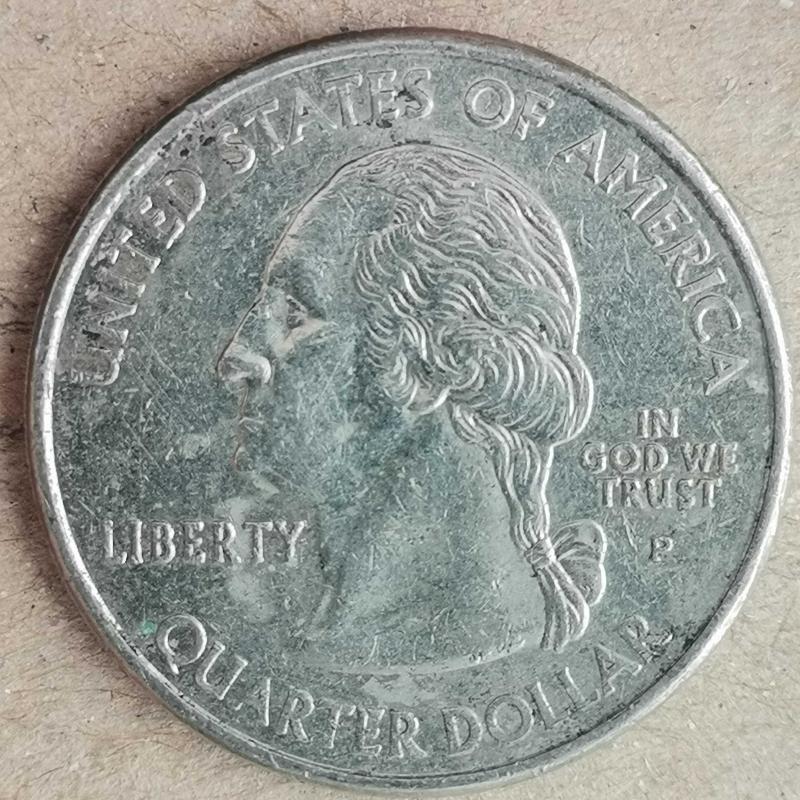 UNITED STATES OF AMERICA
LIBERTY
IN
GOD WE
TRUST
P
QUARTER DOLLAR